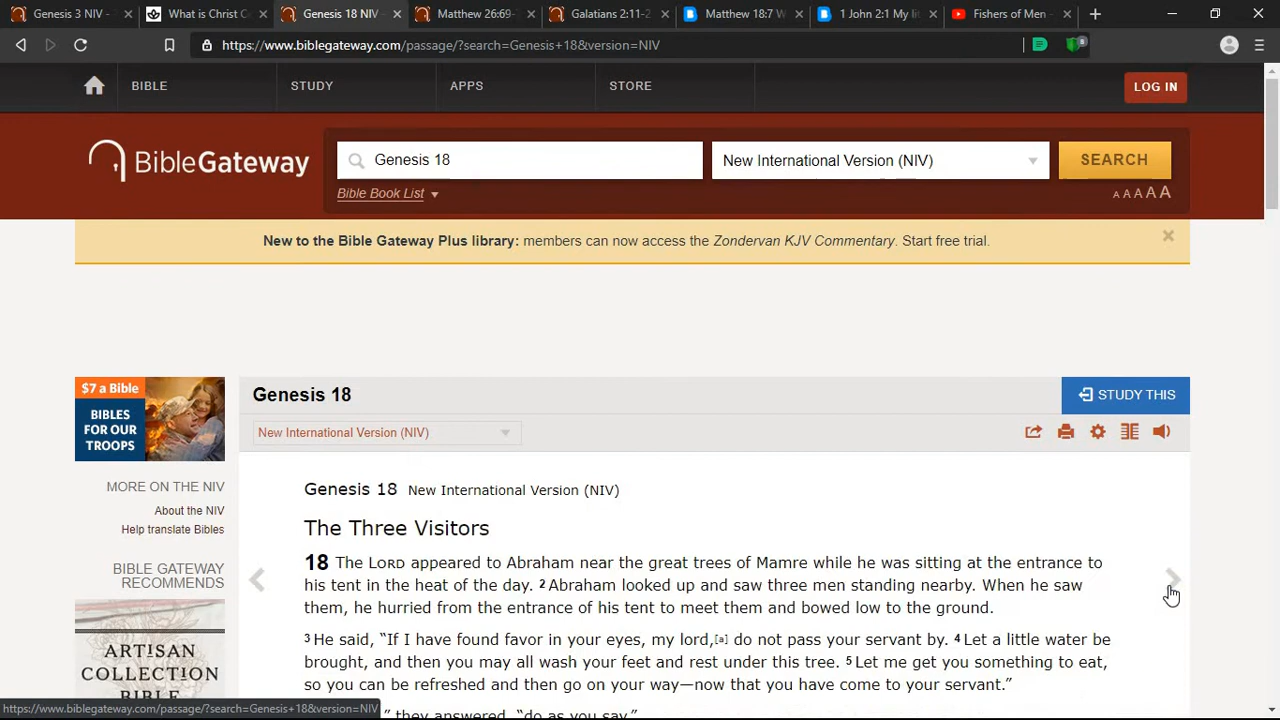 Genesis 3 NIV - What is Christ C Genesis 18 NIV - Matthew 26:69- Galatians 2:11-2 Matthew 18:7 W 1 John 2:1 My lit Fishers of Men -
https://www.biblegateway.com/passage/?search=Genesis+18&version=NIV
BIBLE STUDY APPS STORE LOG IN
BibleGateway Genesis 18 New International Version (NIV) SEARCH
Bible Book List A A A A A
New to the Bible Gateway Plus library: members can now access the Zondervan KJV Commentary. Start free trial.
$7 a Bible
BIBLES
FOR OUR
TROOPS
MORE ON THE NIV
About the NIV
Help translate Bibles
BIBLE GATEWAY
RECOMMENDS
ARTISAN
COLLECTION
BIBLE
Genesis 18 STUDY THIS
New International Version (NIV)
Genesis 18 New International Version (NIV)
The Three Visitors
18 The LORD appeared to Abraham near the great trees of Mamre while he was sitting at the entrance to
his tent in the heat of the day. 2 Abraham looked up and saw three men standing nearby. When he saw
them, he hurried from the entrance of his tent to meet them and bowed low to the ground.
3 He said, “If I have found favor in your eyes, my lord,[a] do not pass your servant by. 4 Let a little water be
brought, and then you may all wash your feet and rest under this tree. 5 Let me get you something to eat,
so you can be refreshed and then go on your way—now that you have come to your servant.”
” they answered, “do as you say.”
https://www.biblegateway.com/passage/?search=Genesis+18&version=NIV